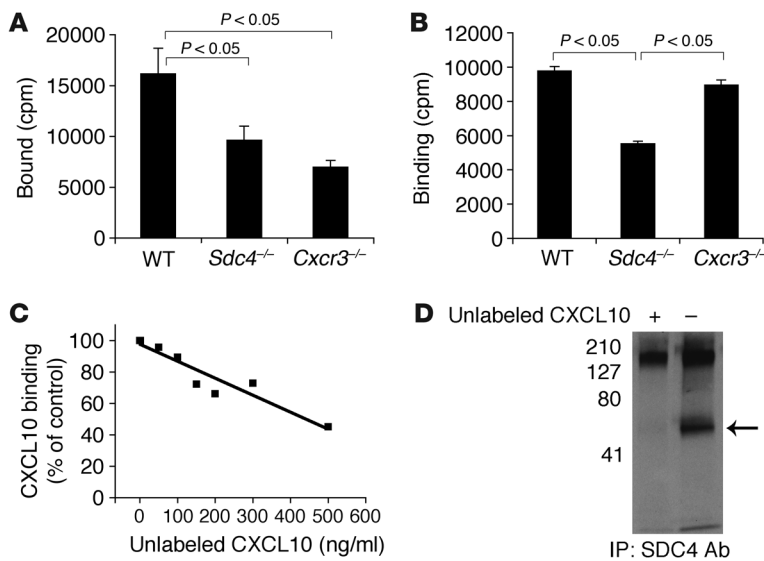 A
P < 0.05
P < 0.05
20000
15000
10000
5000
0
Bound (cpm)
WT
Sdc4–/–
Cxcr3–/–
B
P < 0.05
P < 0.05
12000
10000
8000
6000
4000
2000
0
Binding (cpm)
WT
Sdc4–/–
Cxcr3–/–
C
100
80
60
40
20
0
CXCL10 binding
(% of control)
0 100 200 300 400 500 600
Unlabeled CXCL10 (ng/ml)
D
Unlabeled CXCL10 + –
210
127
80
41
IP: SDC4 Ab